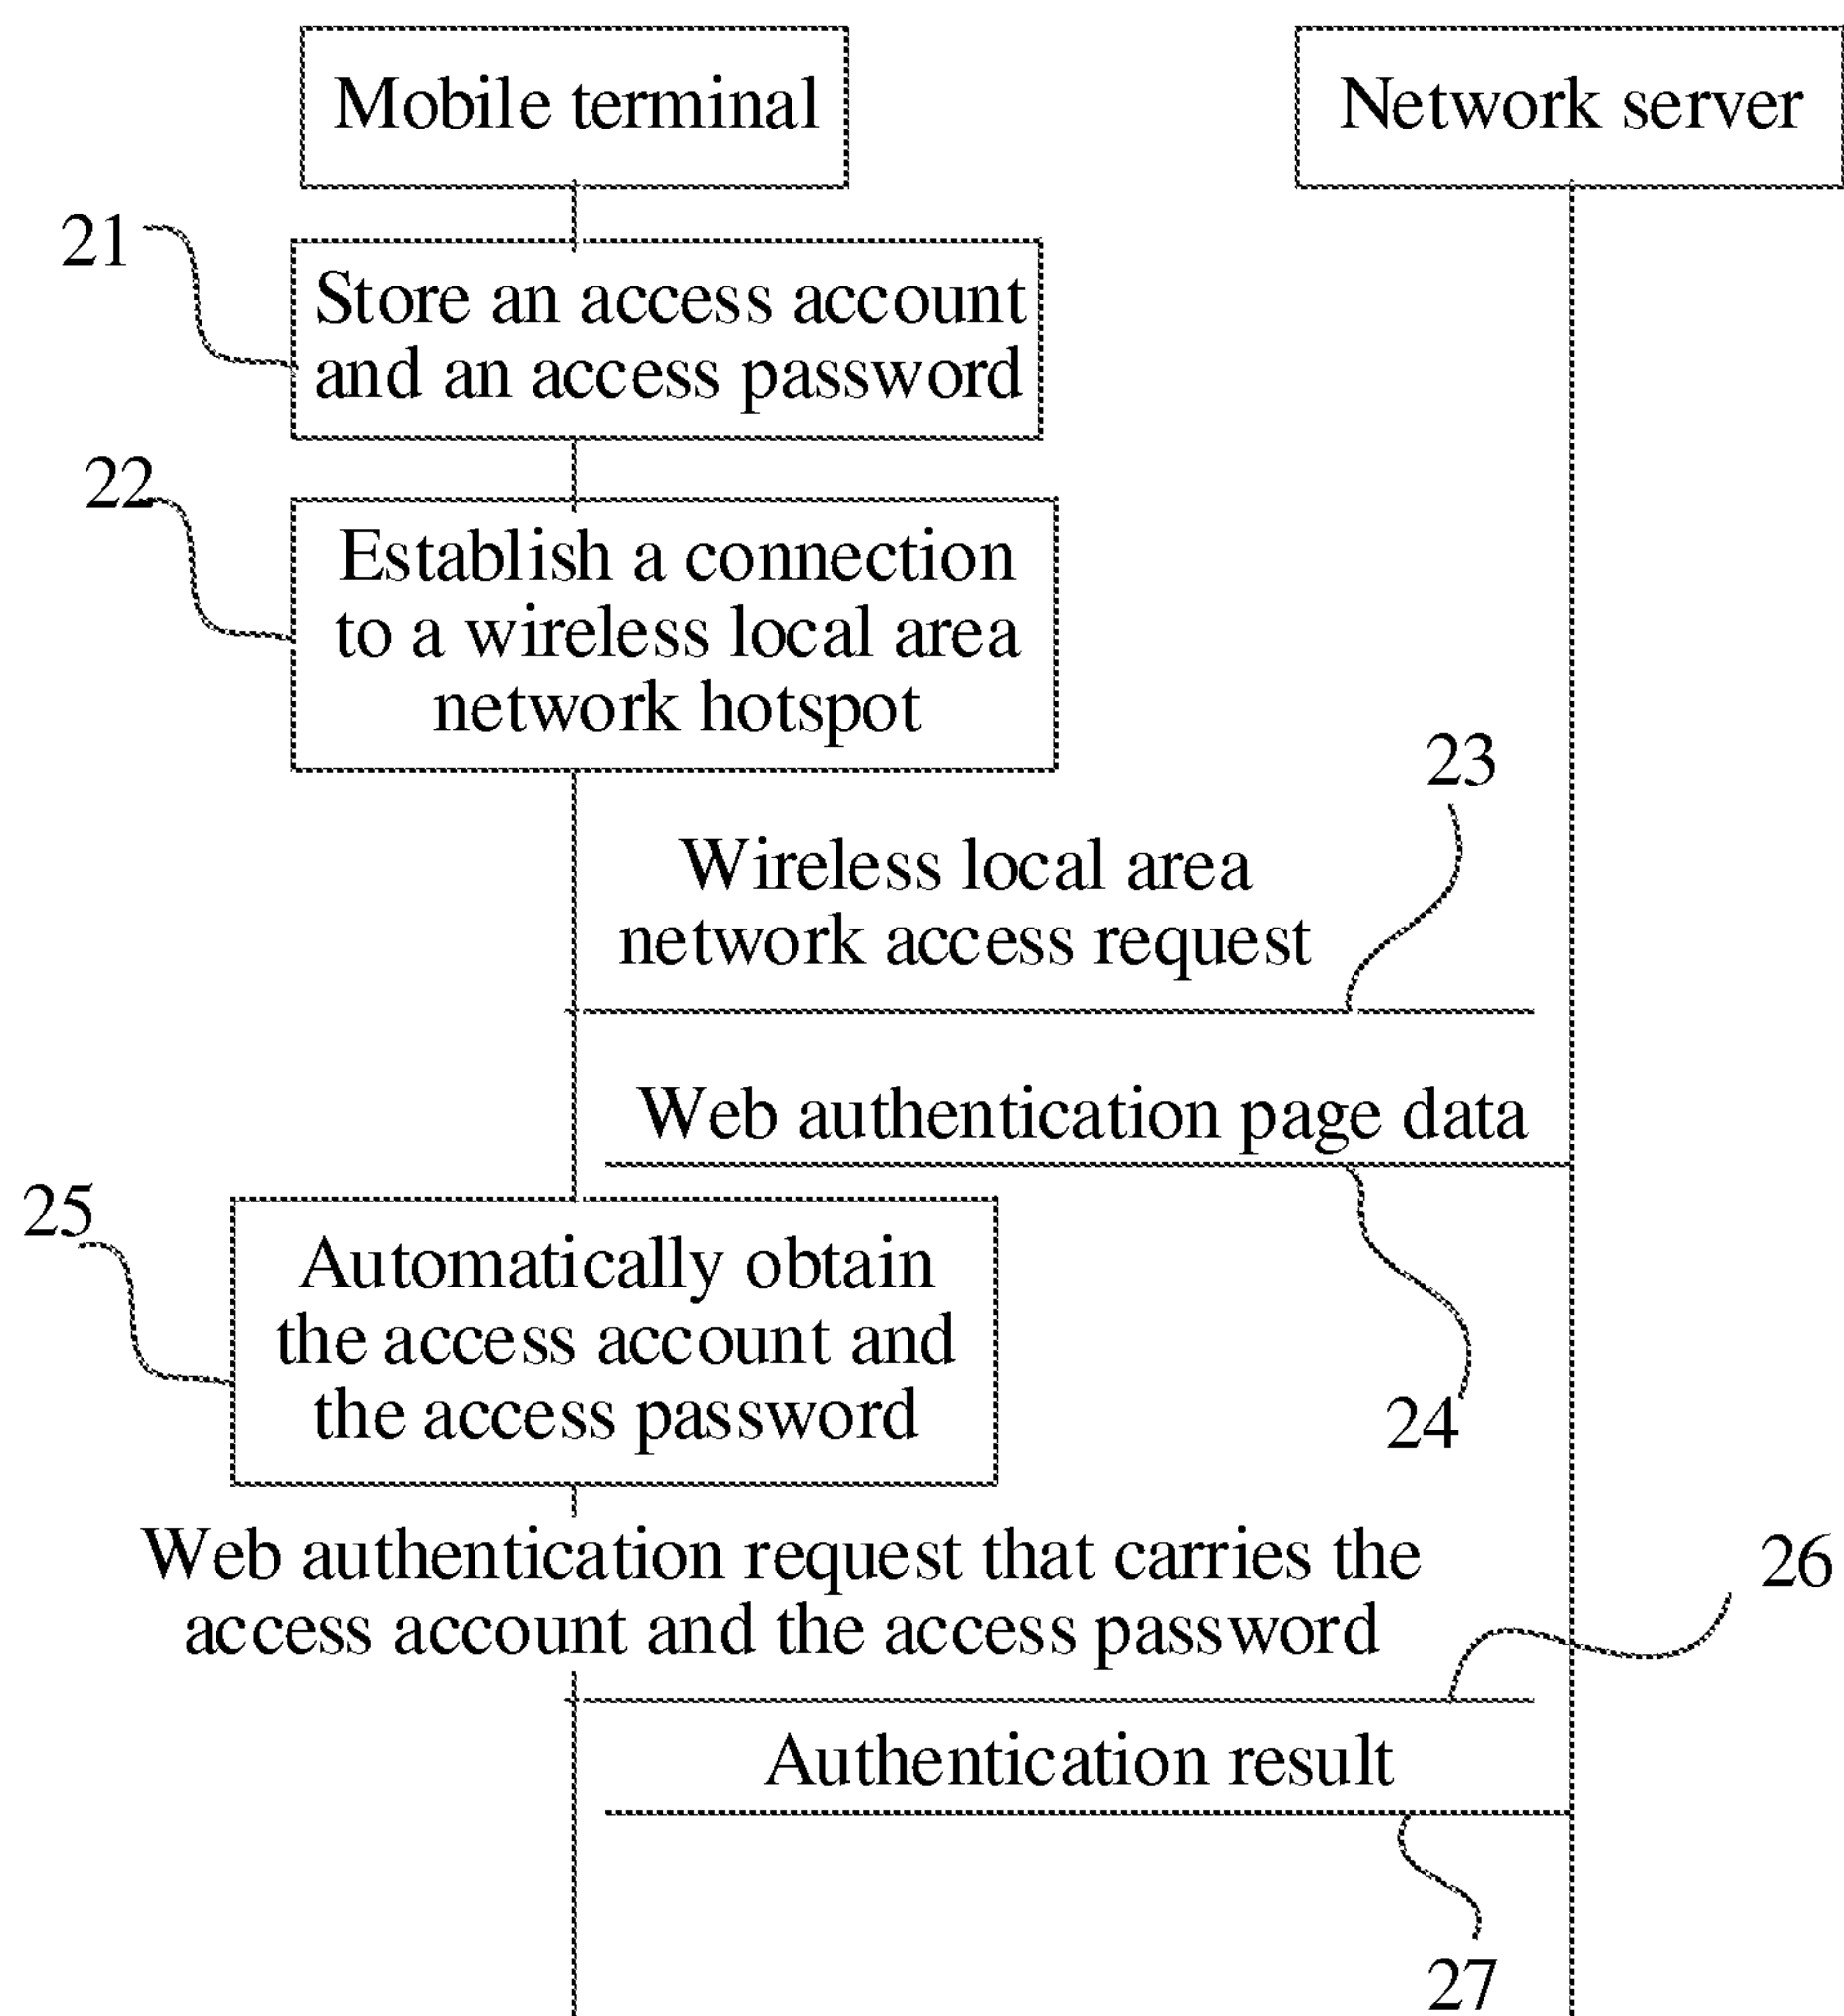 Mobile terminal
Network server
21
Store an access account
and an access password
22
Establish a connection
to a wireless local area
network hotspot
23
Wireless local area
network access request
Web authentication page data
24
25
Automatically obtain
the access account and
the access password
Web authentication request that carries the
access account and the access password
26
Authentication result
27